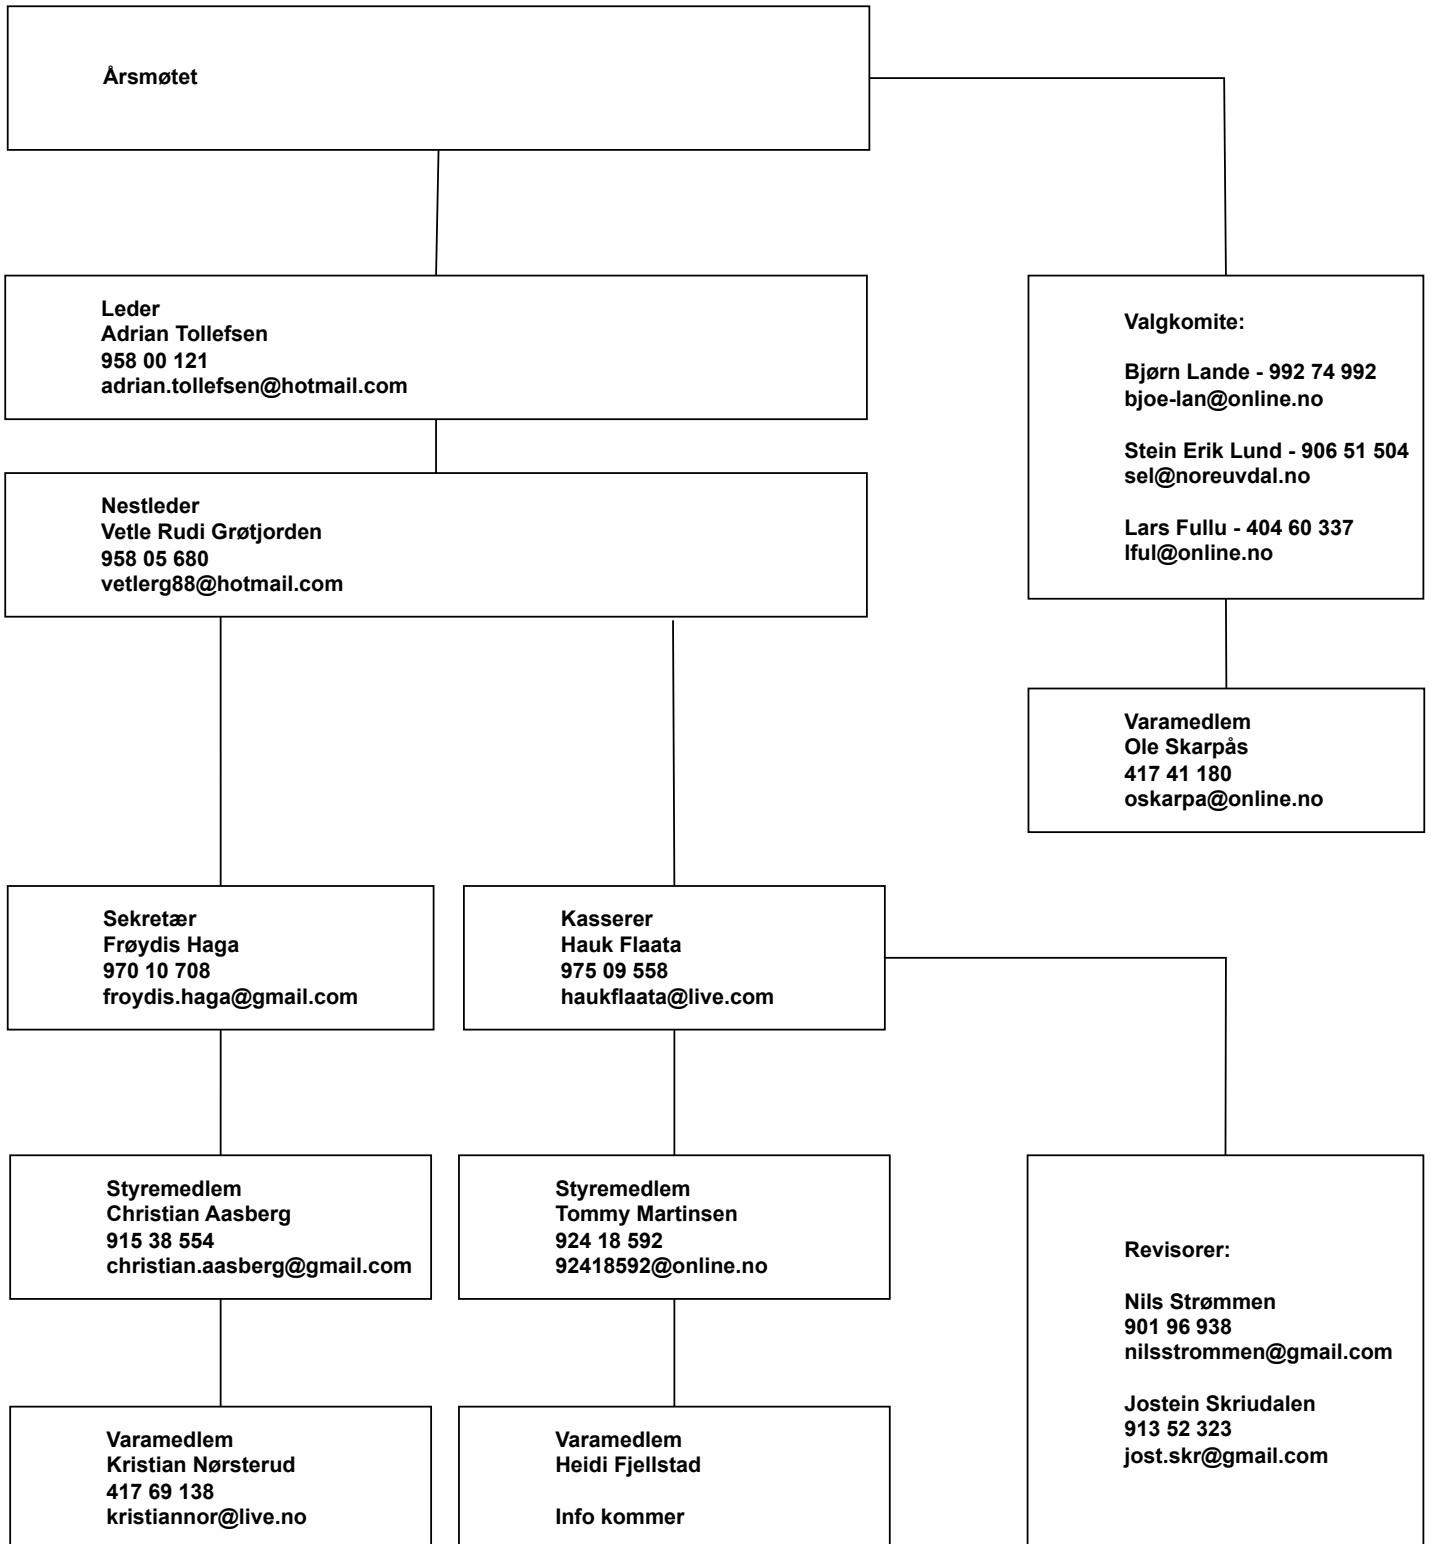 Årsmøtet
Leder
Adrian Tollefsen
958 00 121
adrian.tollefsen@hotmail.com
Nestleder
Vetle Rudi Grøtjorden
958 05 680
vetlerg88@hotmail.com
Valgkomite:
Bjørn Lande - 992 74 992
bjoe-lan@online.no
Stein Erik Lund - 906 51 504
sel@noreuvdal.no
Lars Fullu - 404 60 337
lful@online.no
Varamedlem
Ole Skarpås
417 41 180
oskarpa@online.no
Sekretær
Frøydis Haga
970 10 708
froydis.haga@gmail.com
Kasserer
Hauk Flaata
975 09 558
haukflaata@live.com
Styremedlem
Christian Aasberg
915 38 554
christian.aasberg@gmail.com
Styremedlem
Tommy Martinsen
924 18 592
92418592@online.no
Revisorer:
Nils Strømmen
901 96 938
nilsstrommen@gmail.com
Jostein Skriudalen
913 52 323
jost.skr@gmail.com
Varamedlem
Kristian Nørsterud
417 69 138
kristiannor@live.no
Varamedlem
Heidi Fjellstad
Info kommer